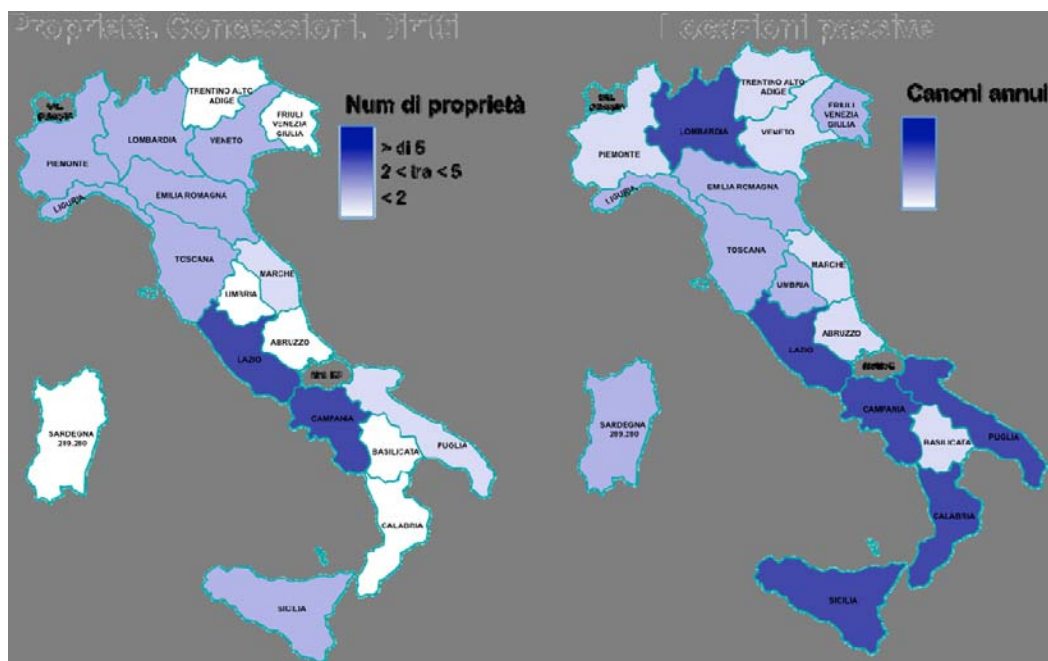 Proprietà, Concessioni, Diritti
TRENTINO ALTO
ADIGE
FRIULI
VENEZIA
GIULIA
LOMBARDIA
VENETO
PIEMONTE
EMILIA ROMAGNA
LIGURIA
TOSCANA
MARCHE
UMBRIA
ABRUZZO
LAZIO
CAMPANIA
PUGLIA
BASILICATA
SARDEGNA
289.280
CALABRIA
SICILIA
Num di proprietà
> di 5
2 < tra < 5
< 2
Locazioni passive
TRENTINO ALTO
ADIGE
FRIULI
VENEZIA
GIULIA
LOMBARDIA
VENETO
PIEMONTE
EMILIA ROMAGNA
LIGURIA
TOSCANA
MARCHE
UMBRIA
ABRUZZO
LAZIO
CAMPANIA
PUGLIA
BASILICATA
SARDEGNA
289.280
CALABRIA
SICILIA
Canoni annui